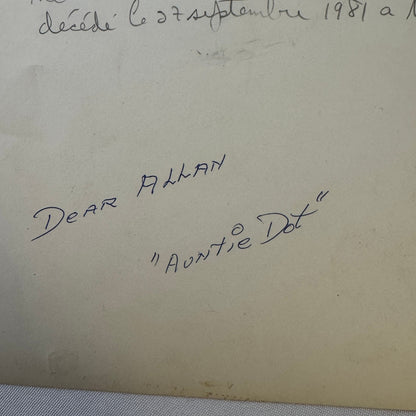 décédé le 27 septembre 1981 a
DeAR ALLAN
"AUNTIE Dot"